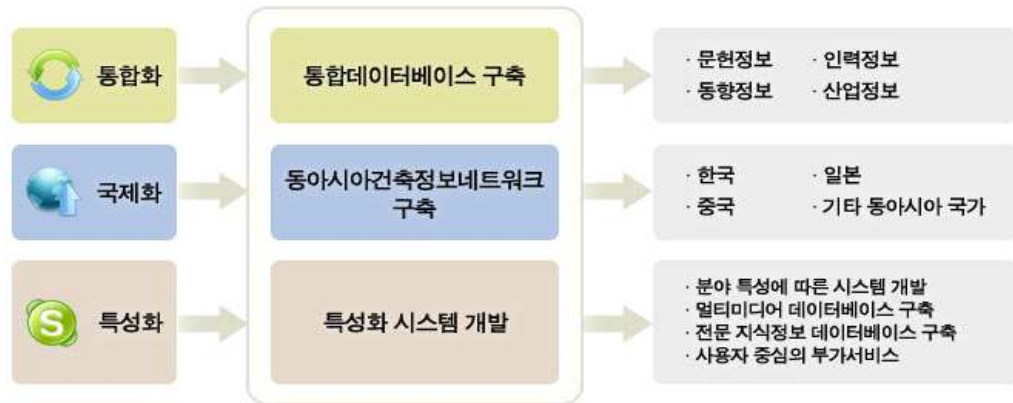 통합화
통합데이터베이스 구축
· 문헌정보 · 인력정보
· 동향정보 · 산업정보
국제화
동아시아건축정보네트워크
구축
· 한국 · 일본
· 중국 · 기타 동아시아 국가
S
특성화
특성화 시스템 개발
· 분야 특성에 따른 시스템 개발
· 멀티미디어 데이터베이스 구축
· 전문 지식정보 데이터베이스 구축
· 사용자 중심의 부가서비스